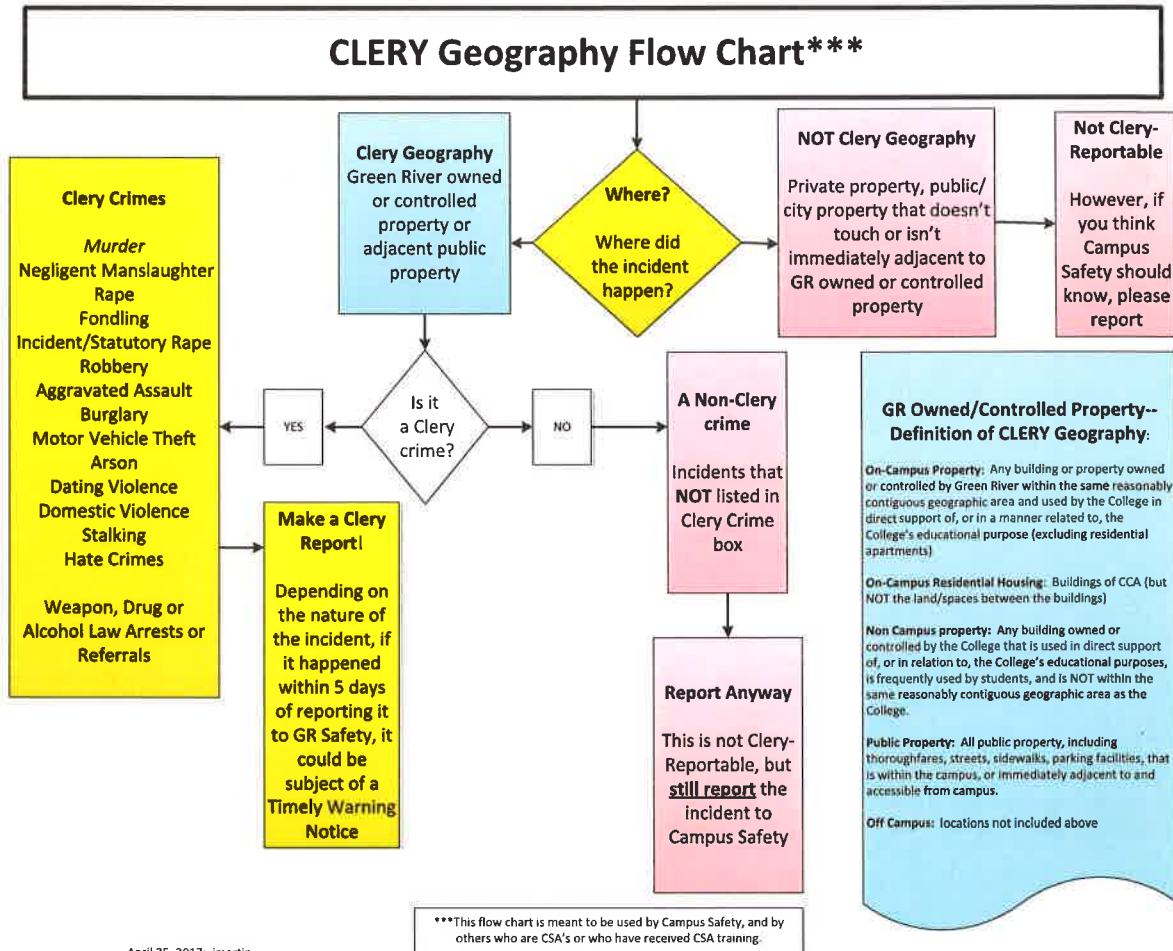 CLERY Geography Flow Chart***
Where?
Where did
the incident
happen?
Clery Geography
Green River owned
or controlled
property or
adjacent public
property
NOT Clery Geography
Private property, public/
city property that doesn't
touch or isn't
immediately adjacent to
GR owned or controlled
property
Not Clery-
Reportable
However, if
you think
Campus
Safety should
know, please
report
Is it
a Clery
crime?
YES
NO
Clery Crimes
Murder
Negligent Manslaughter
Rape
Fondling
Incident/Statutory Rape
Robbery
Aggravated Assault
Burglary
Motor Vehicle Theft
Arson
Dating Violence
Domestic Violence
Stalking
Hate Crimes
Weapon, Drug or
Alcohol Law Arrests or
Referrals
Make a Clery
Report!
Depending on
the nature of
the incident, if
it happened
within 5 days
of reporting it
to GR Safety, it
could be
subject of a
Timely Warning
Notice
A Non-Clery
crime
Incidents that
NOT listed in
Clery Crime
box
Report Anyway
This is not Clery-
Reportable, but
still report the
incident to
Campus Safety
GR Owned/Controlled Property--
Definition of CLERY Geography:
On-Campus Property: Any building or property owned
or controlled by Green River within the same reasonably
contiguous geographic area and used by the College in
direct support of, or in a manner related to, the
College's educational purpose (excluding residential
apartments)
On-Campus Residential Housing: Buildings of CCA (but
NOT the land/spaces between the buildings)
Non Campus property: Any building owned or
controlled by the College that is used in direct support
of, or in relation to, the College's educational purposes,
is frequently used by students, and is NOT within the
same reasonably contiguous geographic area as the
College.
Public Property: All public property, including
thoroughfares, streets, sidewalks, parking facilities, that
is within the campus, or immediately adjacent to and
accessible from campus.
Off Campus: locations not included above
***This flow chart is meant to be used by Campus Safety, and by
others who are CSA's or who have received CSA training.